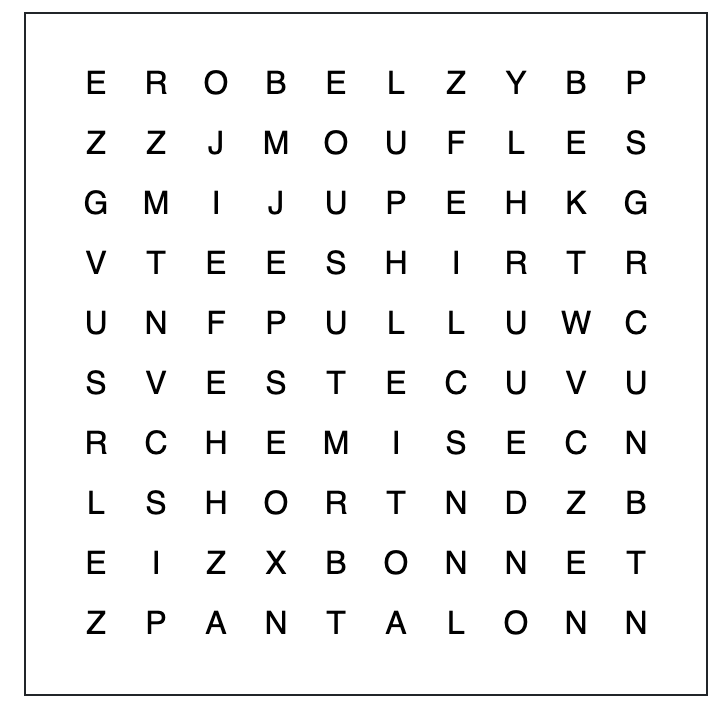 E R O B E L Z Y B P
Z Z J M O U F L E S
G M I J U P E H K G
V T E E S H I R T R
U N F P U L L U W C
S V E S T E C U V U
R C H E M I S E C N
L S H O R T N D Z B
E I Z X B O N N E T
Z P A N T A L O N N